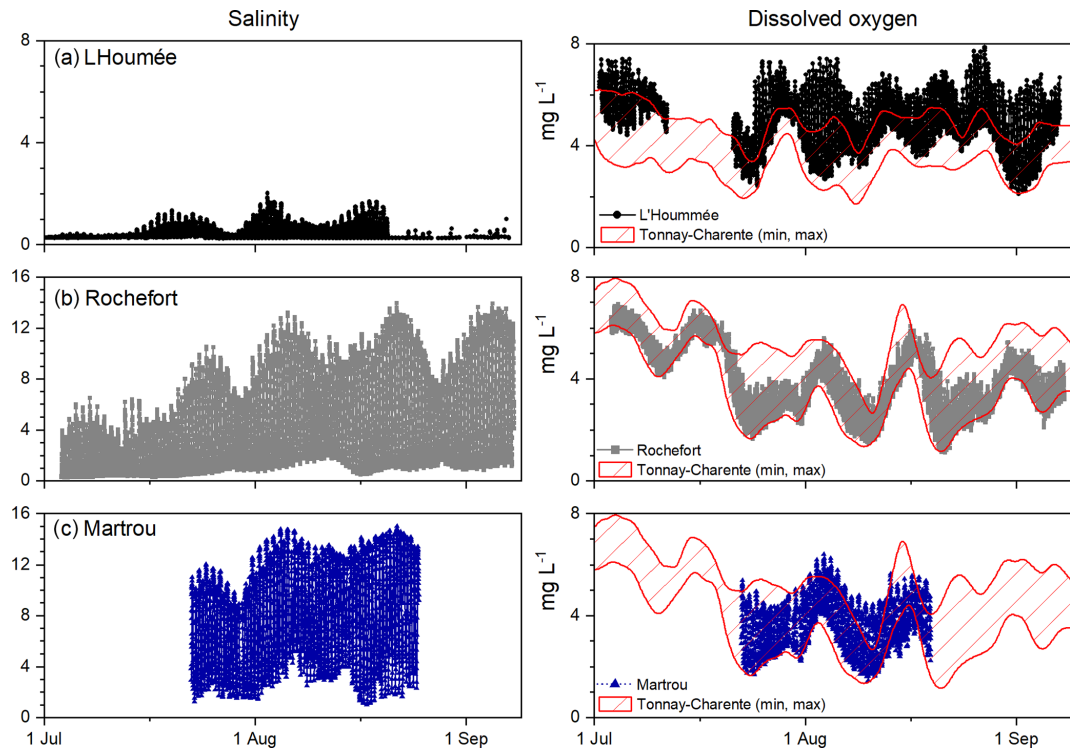 Salinity
Dissolved oxygen
(a) L'Houmée
8
4
0
mg L⁻¹
8
4
0
L'Hoummée
Tonnay-Charente (min, max)
(b) Rochefort
16
12
8
4
0
mg L⁻¹
8
4
0
Rochefort
Tonnay-Charente (min, max)
(c) Martrou
16
12
8
4
0
1 Jul
1 Aug
1 Sep
mg L⁻¹
8
4
0
Martrou
Tonnay-Charente (min, max)
1 Jul
1 Aug
1 Sep